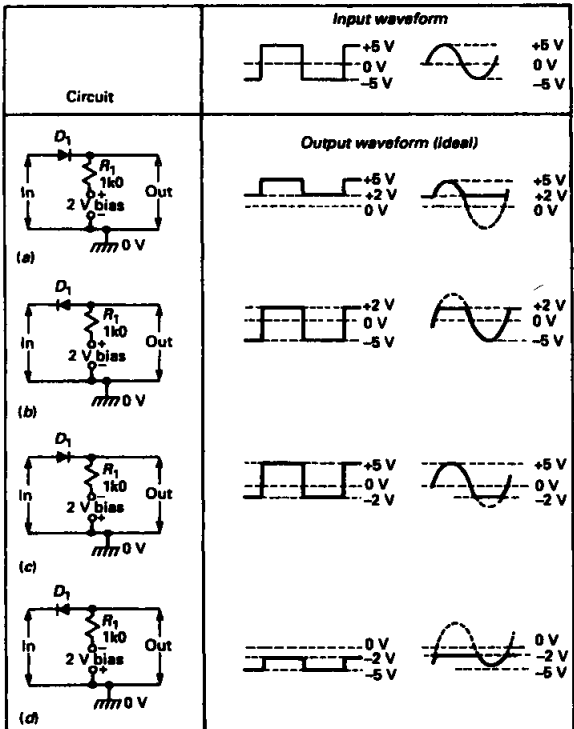 Input waveform
+5 V
0 V
–5 V
+5 V
0 V
–5 V
Circuit
Output waveform (ideal)
D1
R1
1k0
+
2 V bias
–
In
Out
0 V
(a)
+5 V
+2 V
0 V
+5 V
+2 V
0 V
D1
R1
1k0
+
2 V bias
–
In
Out
0 V
(b)
+2 V
0 V
–5 V
+2 V
0 V
–5 V
D1
R1
1k0
–
2 V bias
+
In
Out
0 V
(c)
+5 V
0 V
–2 V
+5 V
0 V
–2 V
D1
R1
1k0
–
2 V bias
+
In
Out
0 V
(d)
0 V
–2 V
–5 V
0 V
–2 V
–5 V